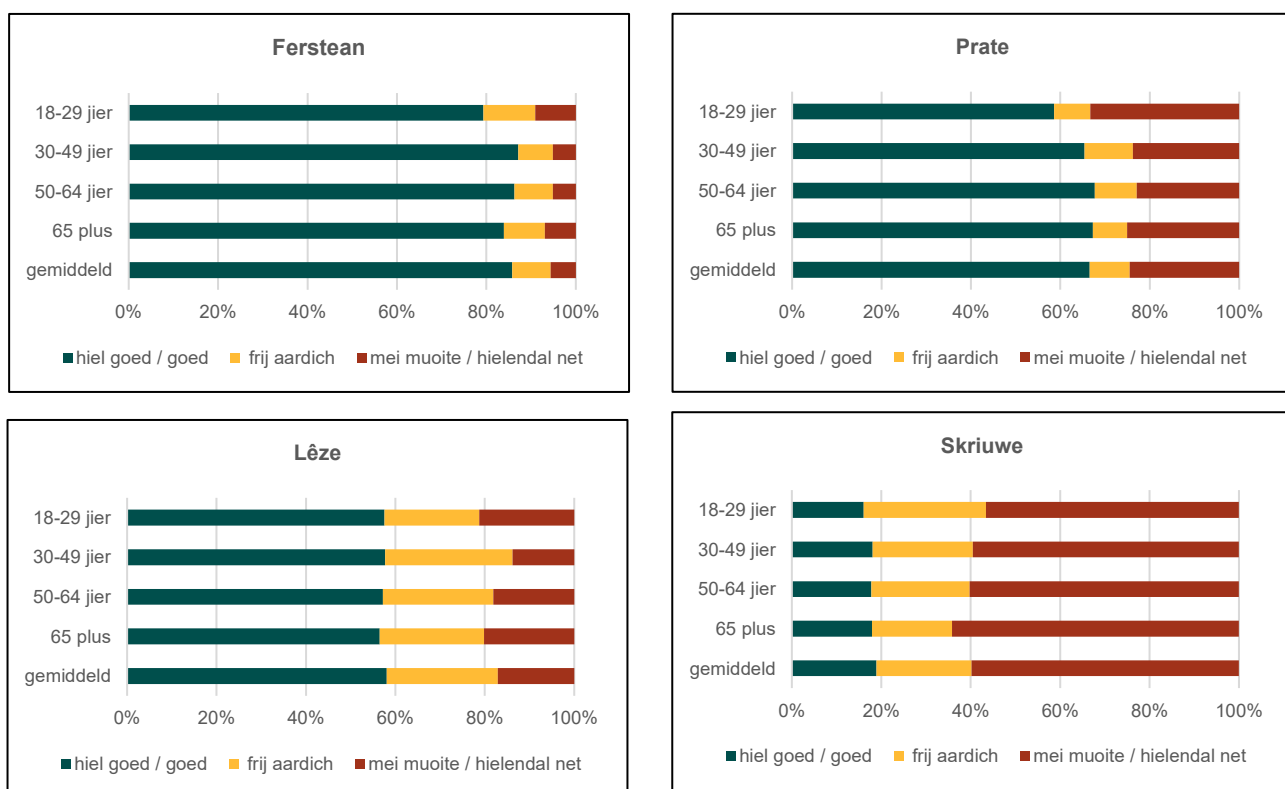 Ferstean
18-29 jier
30-49 jier
50-64 jier
65 plus
gemiddeld
0% 20% 40% 60% 80% 100%
hiel goed / goed frij aardich mei muoite / hielendal net
Prate
18-29 jier
30-49 jier
50-64 jier
65 plus
gemiddeld
0% 20% 40% 60% 80% 100%
hiel goed / goed frij aardich mei muoite / hielendal net
Lêze
18-29 jier
30-49 jier
50-64 jier
65 plus
gemiddeld
0% 20% 40% 60% 80% 100%
hiel goed / goed frij aardich mei muoite / hielendal net
Skriuwe
18-29 jier
30-49 jier
50-64 jier
65 plus
gemiddeld
0% 20% 40% 60% 80% 100%
hiel goed / goed frij aardich mei muoite / hielendal net